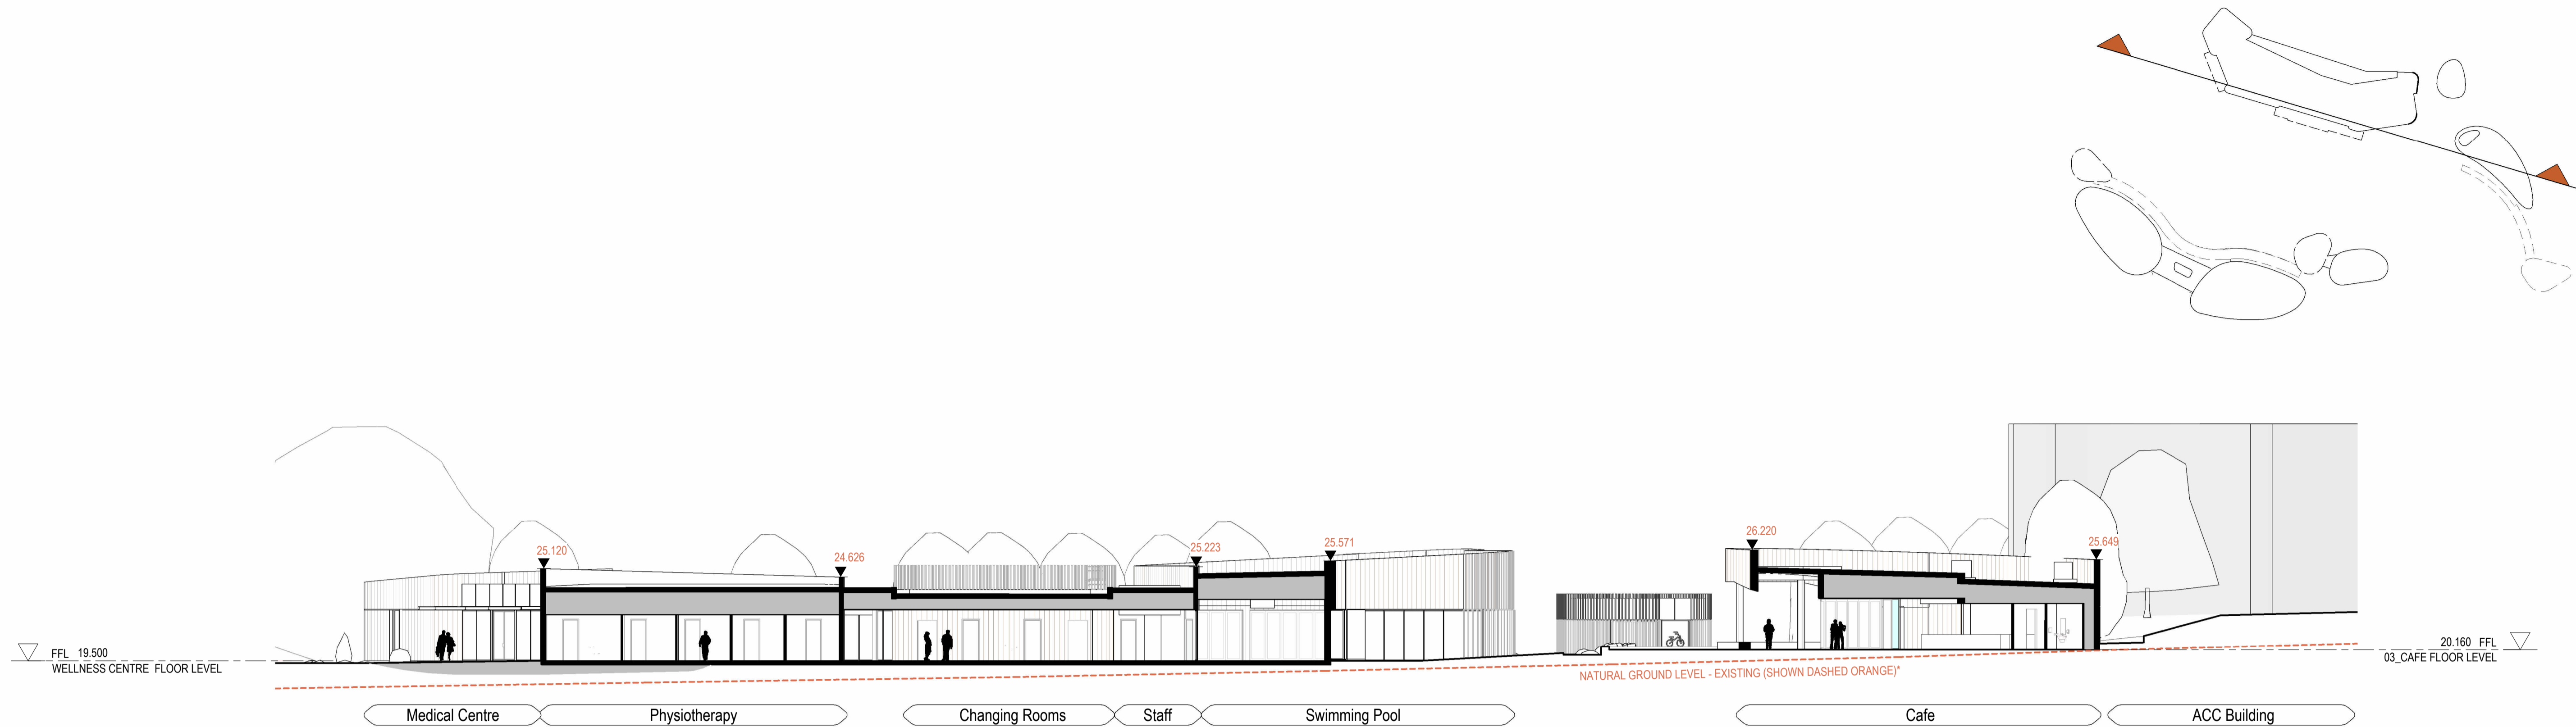 26.220
25.571
25.649
25.223
25.120
24.626
FFL 19.500
WELLNESS CENTRE FLOOR LEVEL
20.160 FFL
03_CAFE FLOOR LEVEL
NATURAL GROUND LEVEL - EXISTING (SHOWN DASHED ORANGE)*
Medical Centre
Physiotherapy
Changing Rooms
Staff
Swimming Pool
Cafe
ACC Building